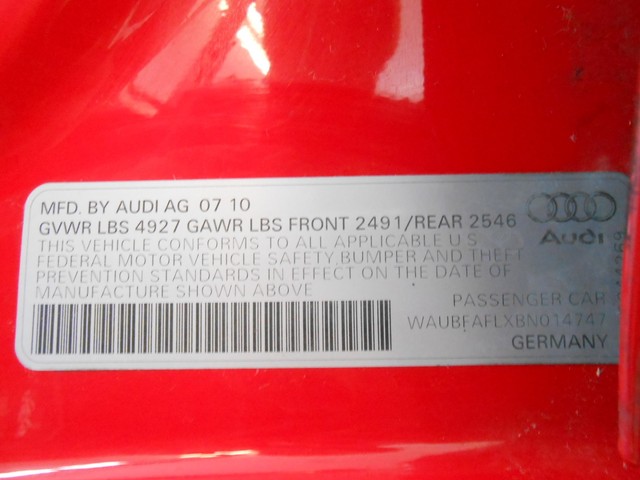 MFD. BY AUDI AG 07 10
GVWR LBS 4927 GAWR LBS FRONT 2491/REAR 2546
THIS VEHICLE CONFORMS TO ALL APPLICABLE U S
FEDERAL MOTOR VEHICLE SAFETY, BUMPER AND THEFT
PREVENTION STANDARDS IN EFFECT ON THE DATE OF
MANUFACTURE SHOWN ABOVE
Audi
PASSENGER CAR
WAUBFAFLXBN014747
GERMANY